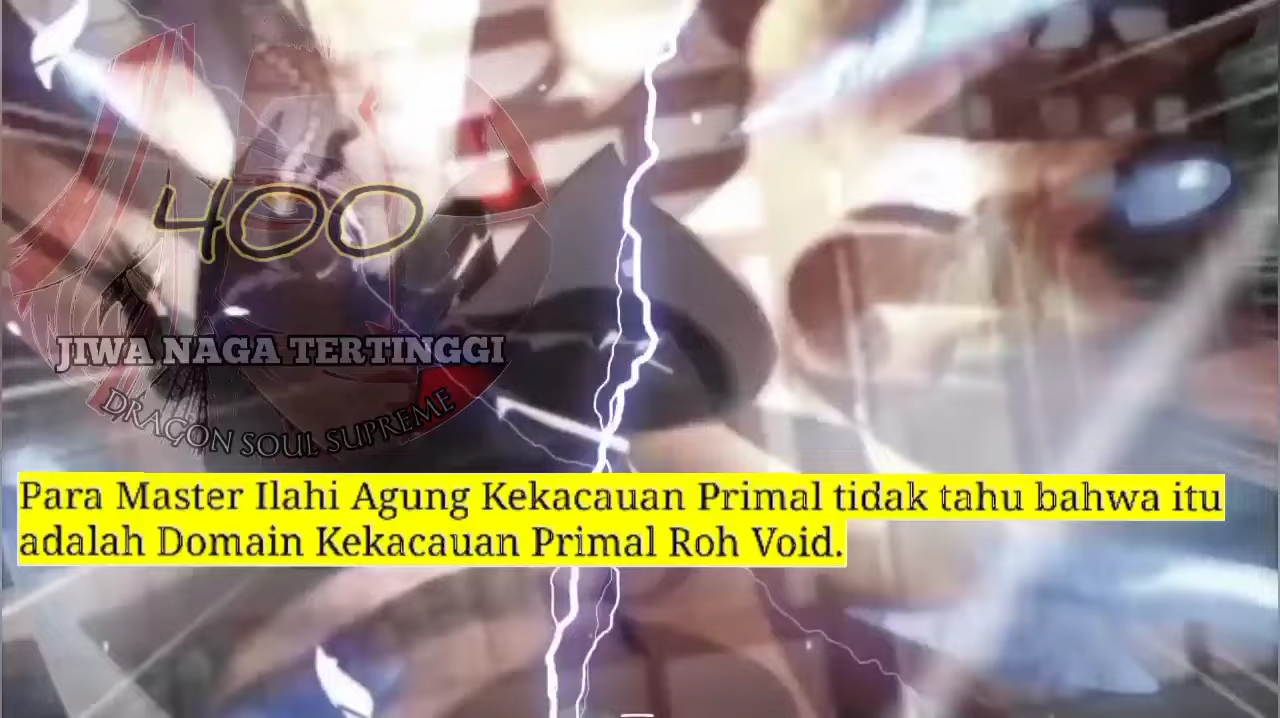 400
JIWA NAGA TERTINGGI
DRAGON SOUL SUPREME
Para Master Ilahi Agung Kekacauan Primal tidak tahu bahwa itu
adalah Domain Kekacauan Primal Roh Void.